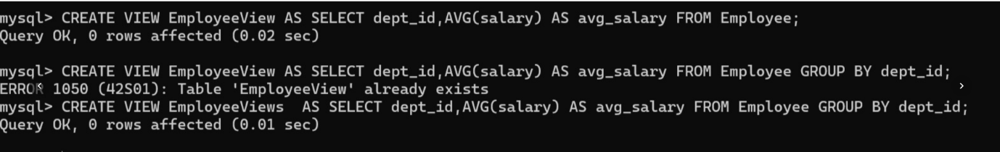 mysql> CREATE VIEW EmployeeView AS SELECT dept_id,AVG(salary) AS avg_salary FROM Employee;
Query OK, 0 rows affected (0.02 sec)
mysql> CREATE VIEW EmployeeView AS SELECT dept_id,AVG(salary) AS avg_salary FROM Employee GROUP BY dept_id;
ERROR 1050 (42S01): Table 'EmployeeView' already exists
mysql> CREATE VIEW EmployeeViews  AS SELECT dept_id,AVG(salary) AS avg_salary FROM Employee GROUP BY dept_id;
Query OK, 0 rows affected (0.01 sec)